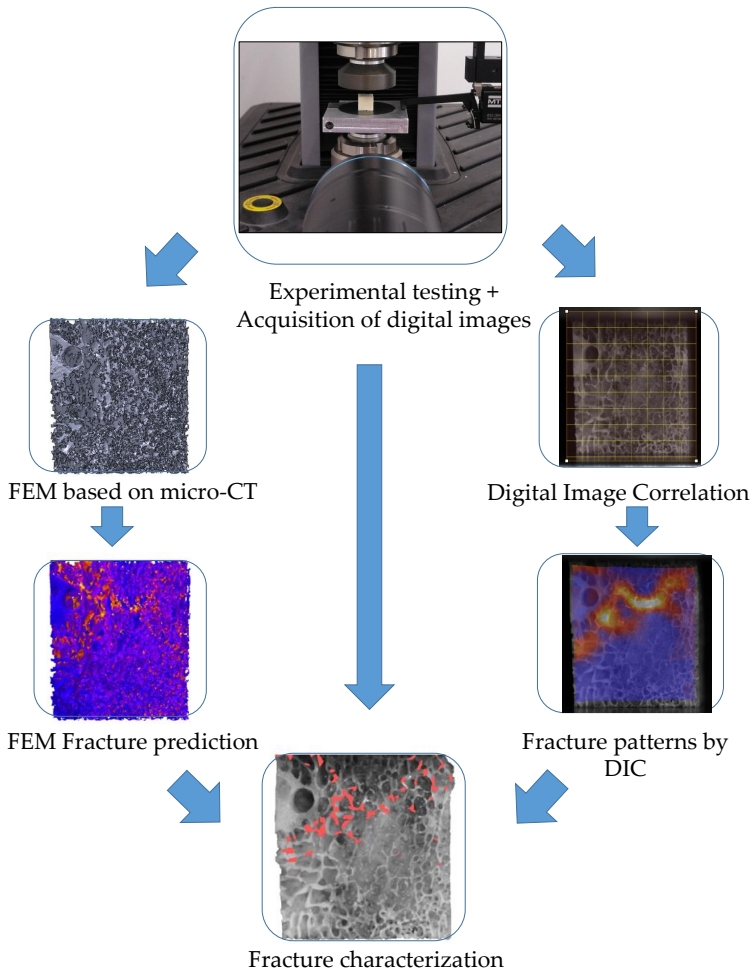 MT
Experimental testing +
Acquisition of digital images
FEM based on micro-CT
Digital Image Correlation
FEM Fracture prediction
Fracture patterns by
DIC
Fracture characterization